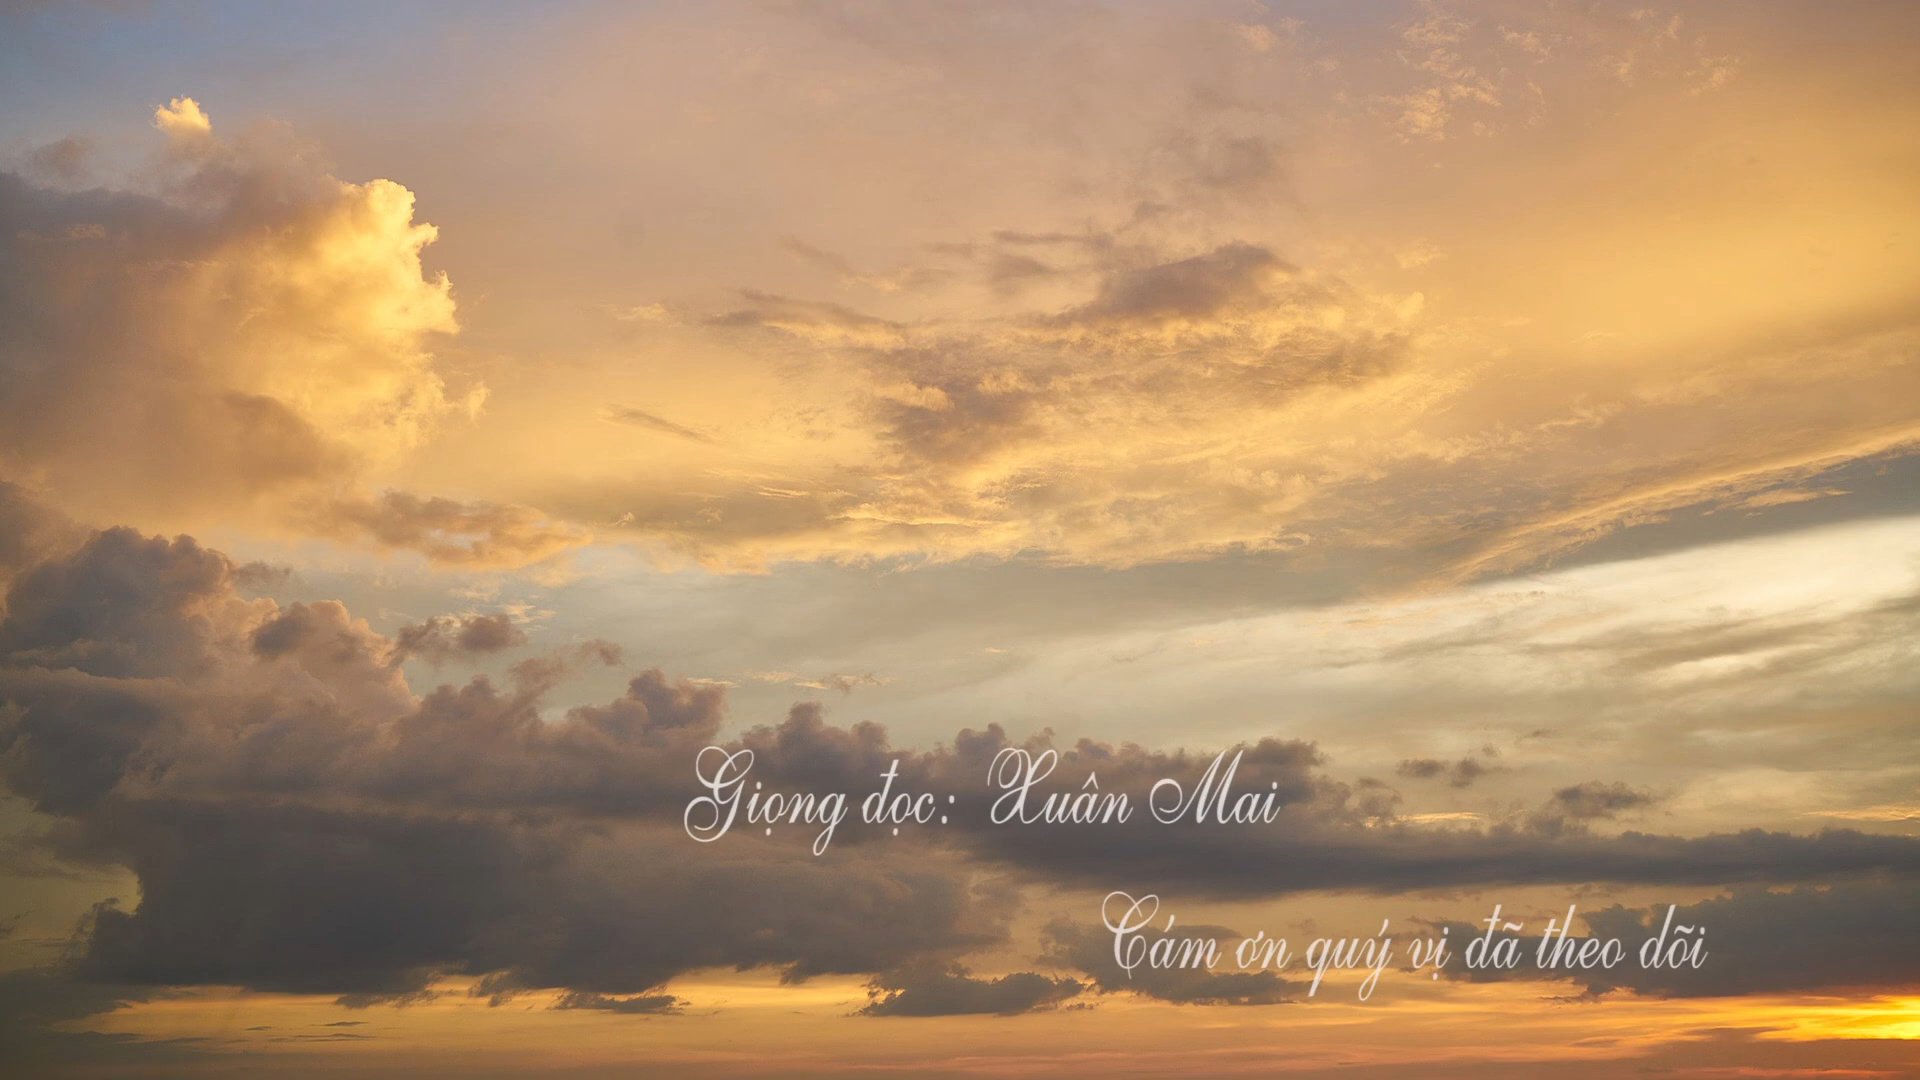 Giọng đọc: Xuân Mai
Cám ơn quý vị đã theo dõi